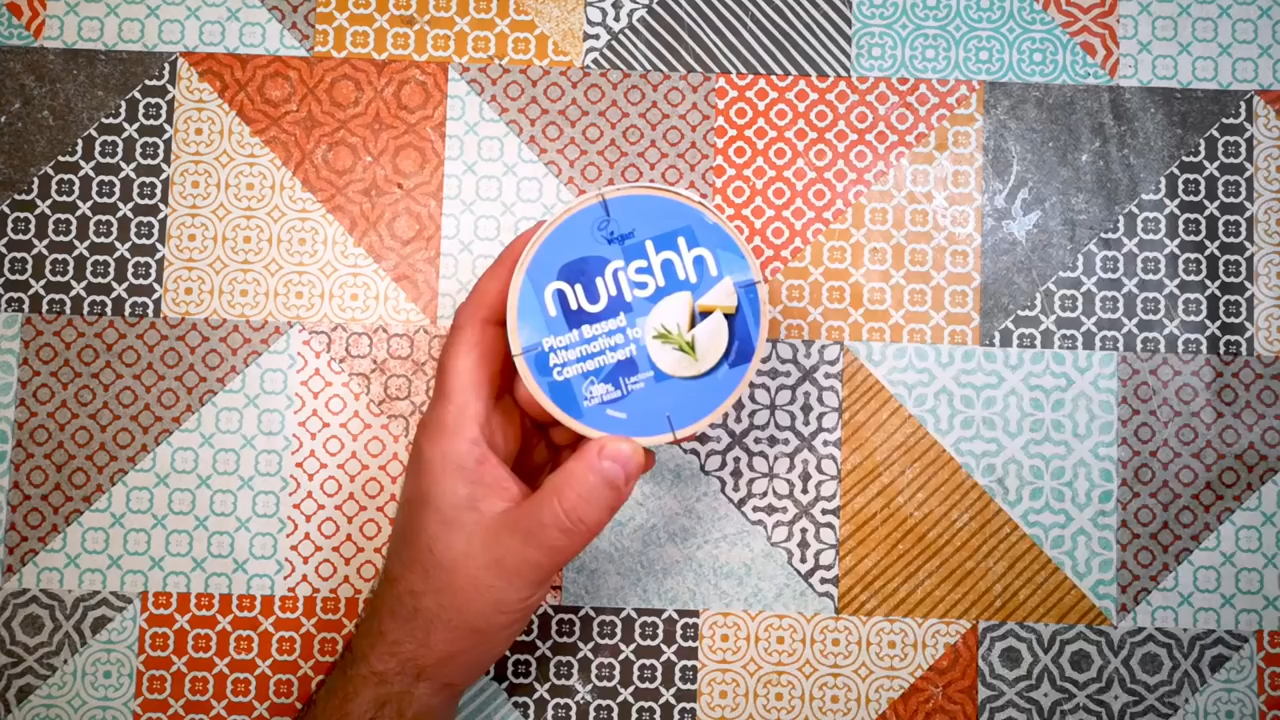 Vegan
nurishh
Plant Based
Alternative to
Camembert
100% | Lactose
PLANT BASED | Free